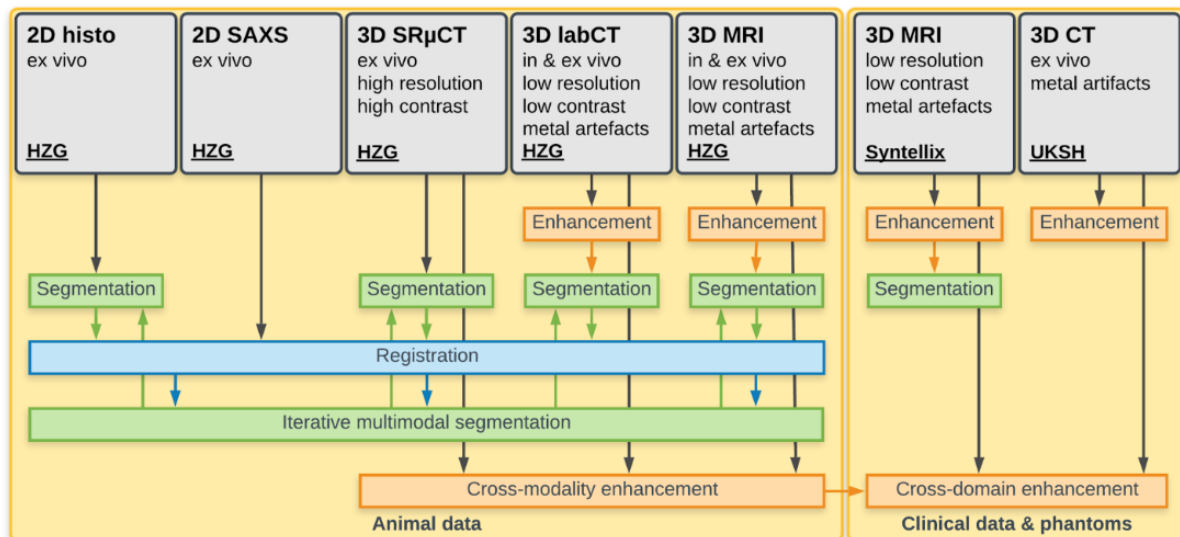 2D histo
ex vivo
HZG
2D SAXS
ex vivo
HZG
3D SRµCT
ex vivo
high resolution
high contrast
HZG
3D labCT
in & ex vivo
low resolution
low contrast
metal artefacts
HZG
3D MRI
in & ex vivo
low resolution
low contrast
metal artefacts
HZG
3D MRI
low resolution
low contrast
metal artefacts
Syntellix
3D CT
ex vivo
metal artifacts
UKSH
Enhancement
Enhancement
Enhancement
Enhancement
Segmentation
Segmentation
Segmentation
Segmentation
Segmentation
Registration
Iterative multimodal segmentation
Cross-modality enhancement
Cross-domain enhancement
Animal data
Clinical data & phantoms